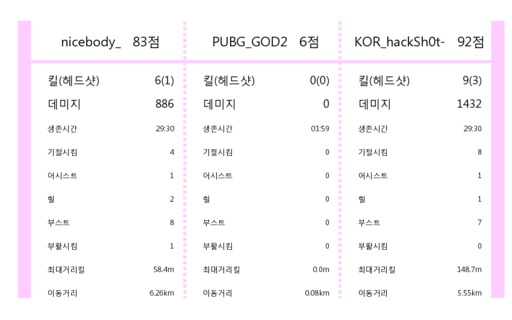 nicebody_ 83점 PUBG_GOD2 6점 KOR_hackSh0t- 92점
킬(헤드샷) 6(1) 킬(헤드샷) 0(0) 킬(헤드샷) 9(3)
데미지 886 데미지 0 데미지 1432
생존시간 29:30 생존시간 01:59 생존시간 29:30
기절시킴 4 기절시킴 0 기절시킴 8
어시스트 1 어시스트 0 어시스트 1
힐 2 힐 0 힐 1
부스트 8 부스트 0 부스트 7
부활시킴 1 부활시킴 0 부활시킴 0
최대거리킬 58.4m 최대거리킬 0.0m 최대거리킬 148.7m
이동거리 6.26km 이동거리 0.08km 이동거리 5.55km